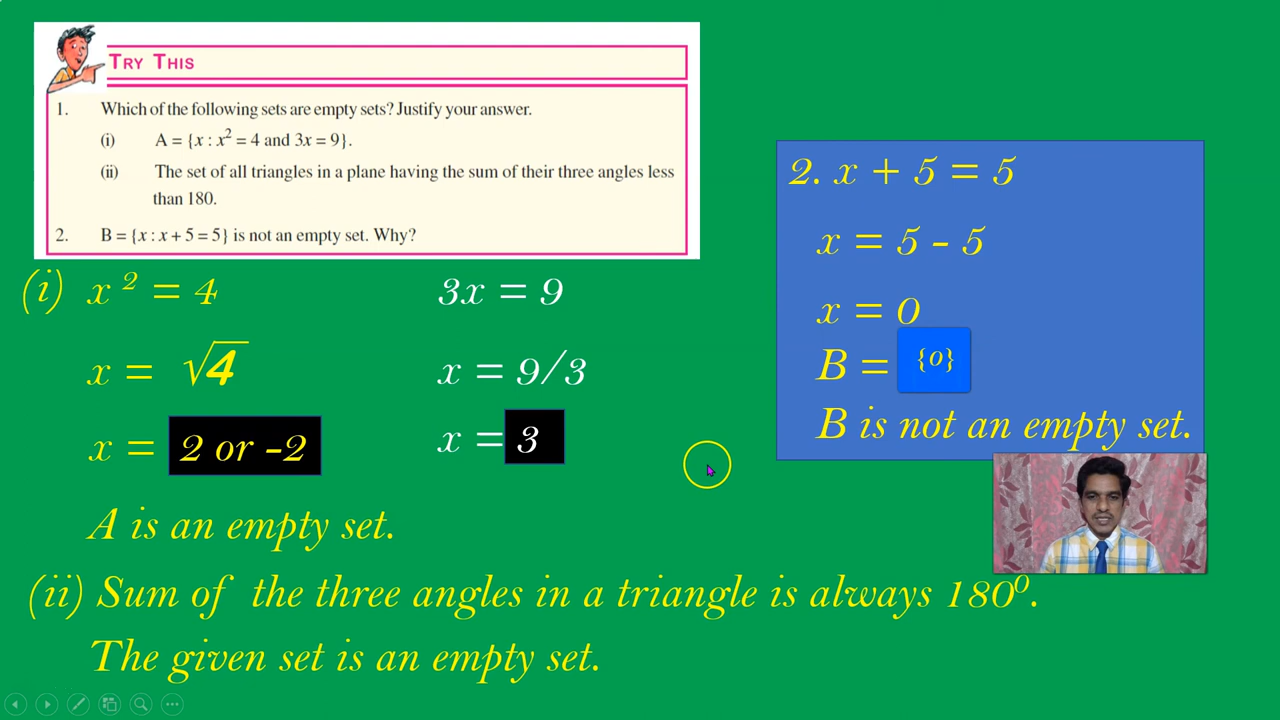 TRY THIS
1. Which of the following sets are empty sets? Justify your answer.
(i) A = {x : x² = 4 and 3x = 9}.
(ii) The set of all triangles in a plane having the sum of their three angles less
than 180.
2. B = {x : x + 5 = 5} is not an empty set. Why?
(i) x² = 4
x = √4
x = 2 or -2
3x = 9
x = 9/3
x = 3
A is an empty set.
(ii) Sum of the three angles in a triangle is always 180⁰.
The given set is an empty set.
2. x + 5 = 5
x = 5 - 5
x = 0
B = {0}
B is not an empty set.